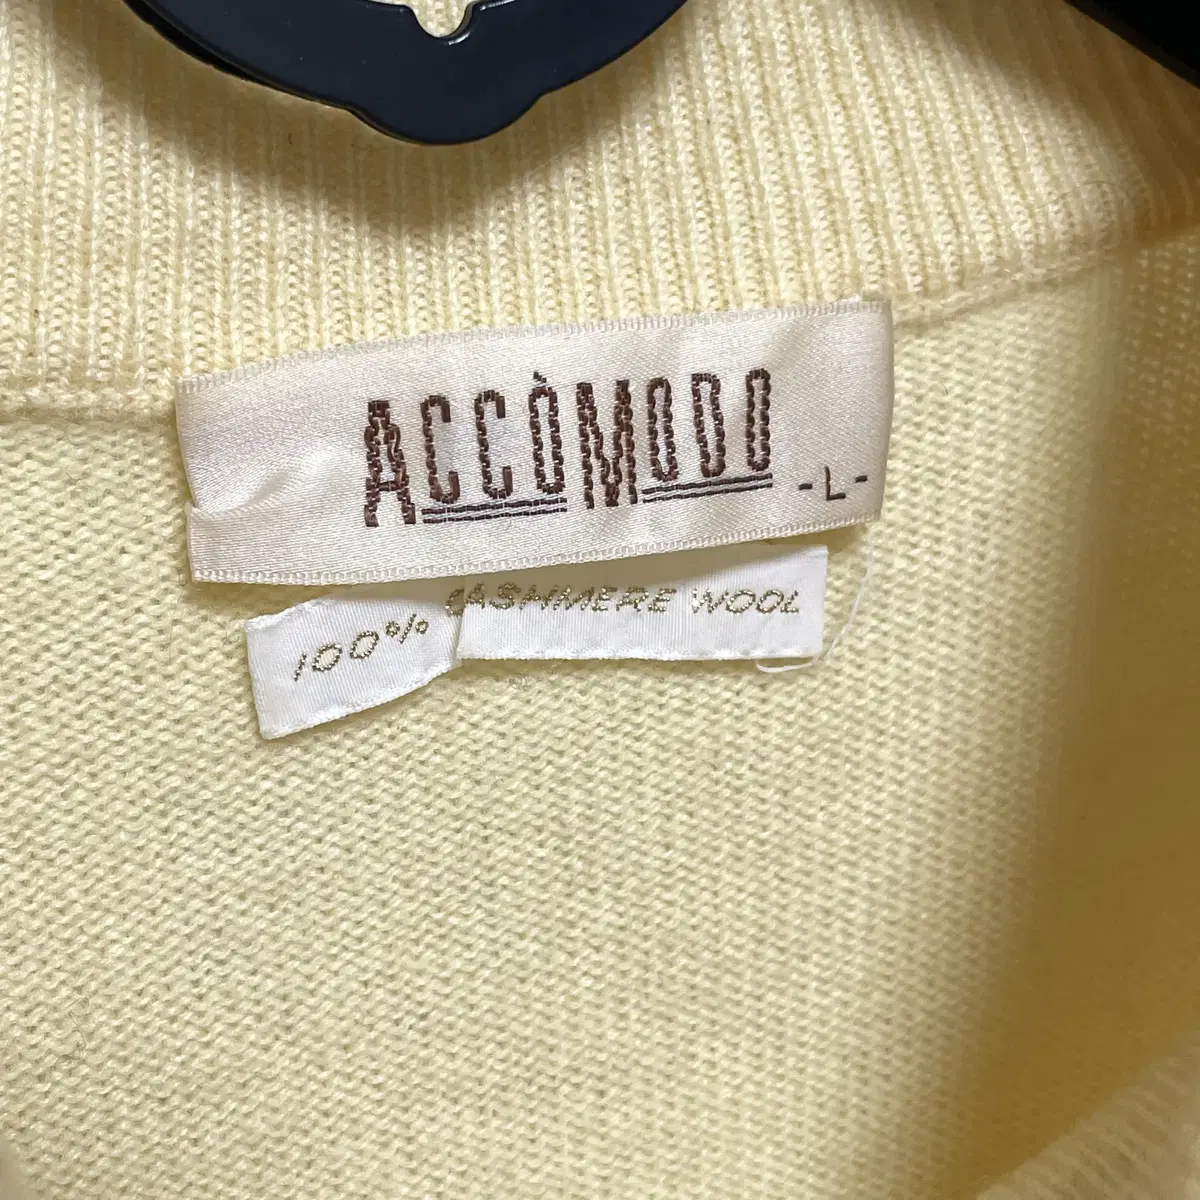 ACCÒMODO
-L-
100% CASHMERE WOOL